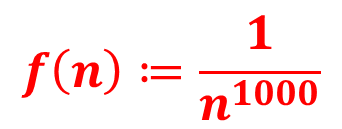 f(n) := 1/n^1000